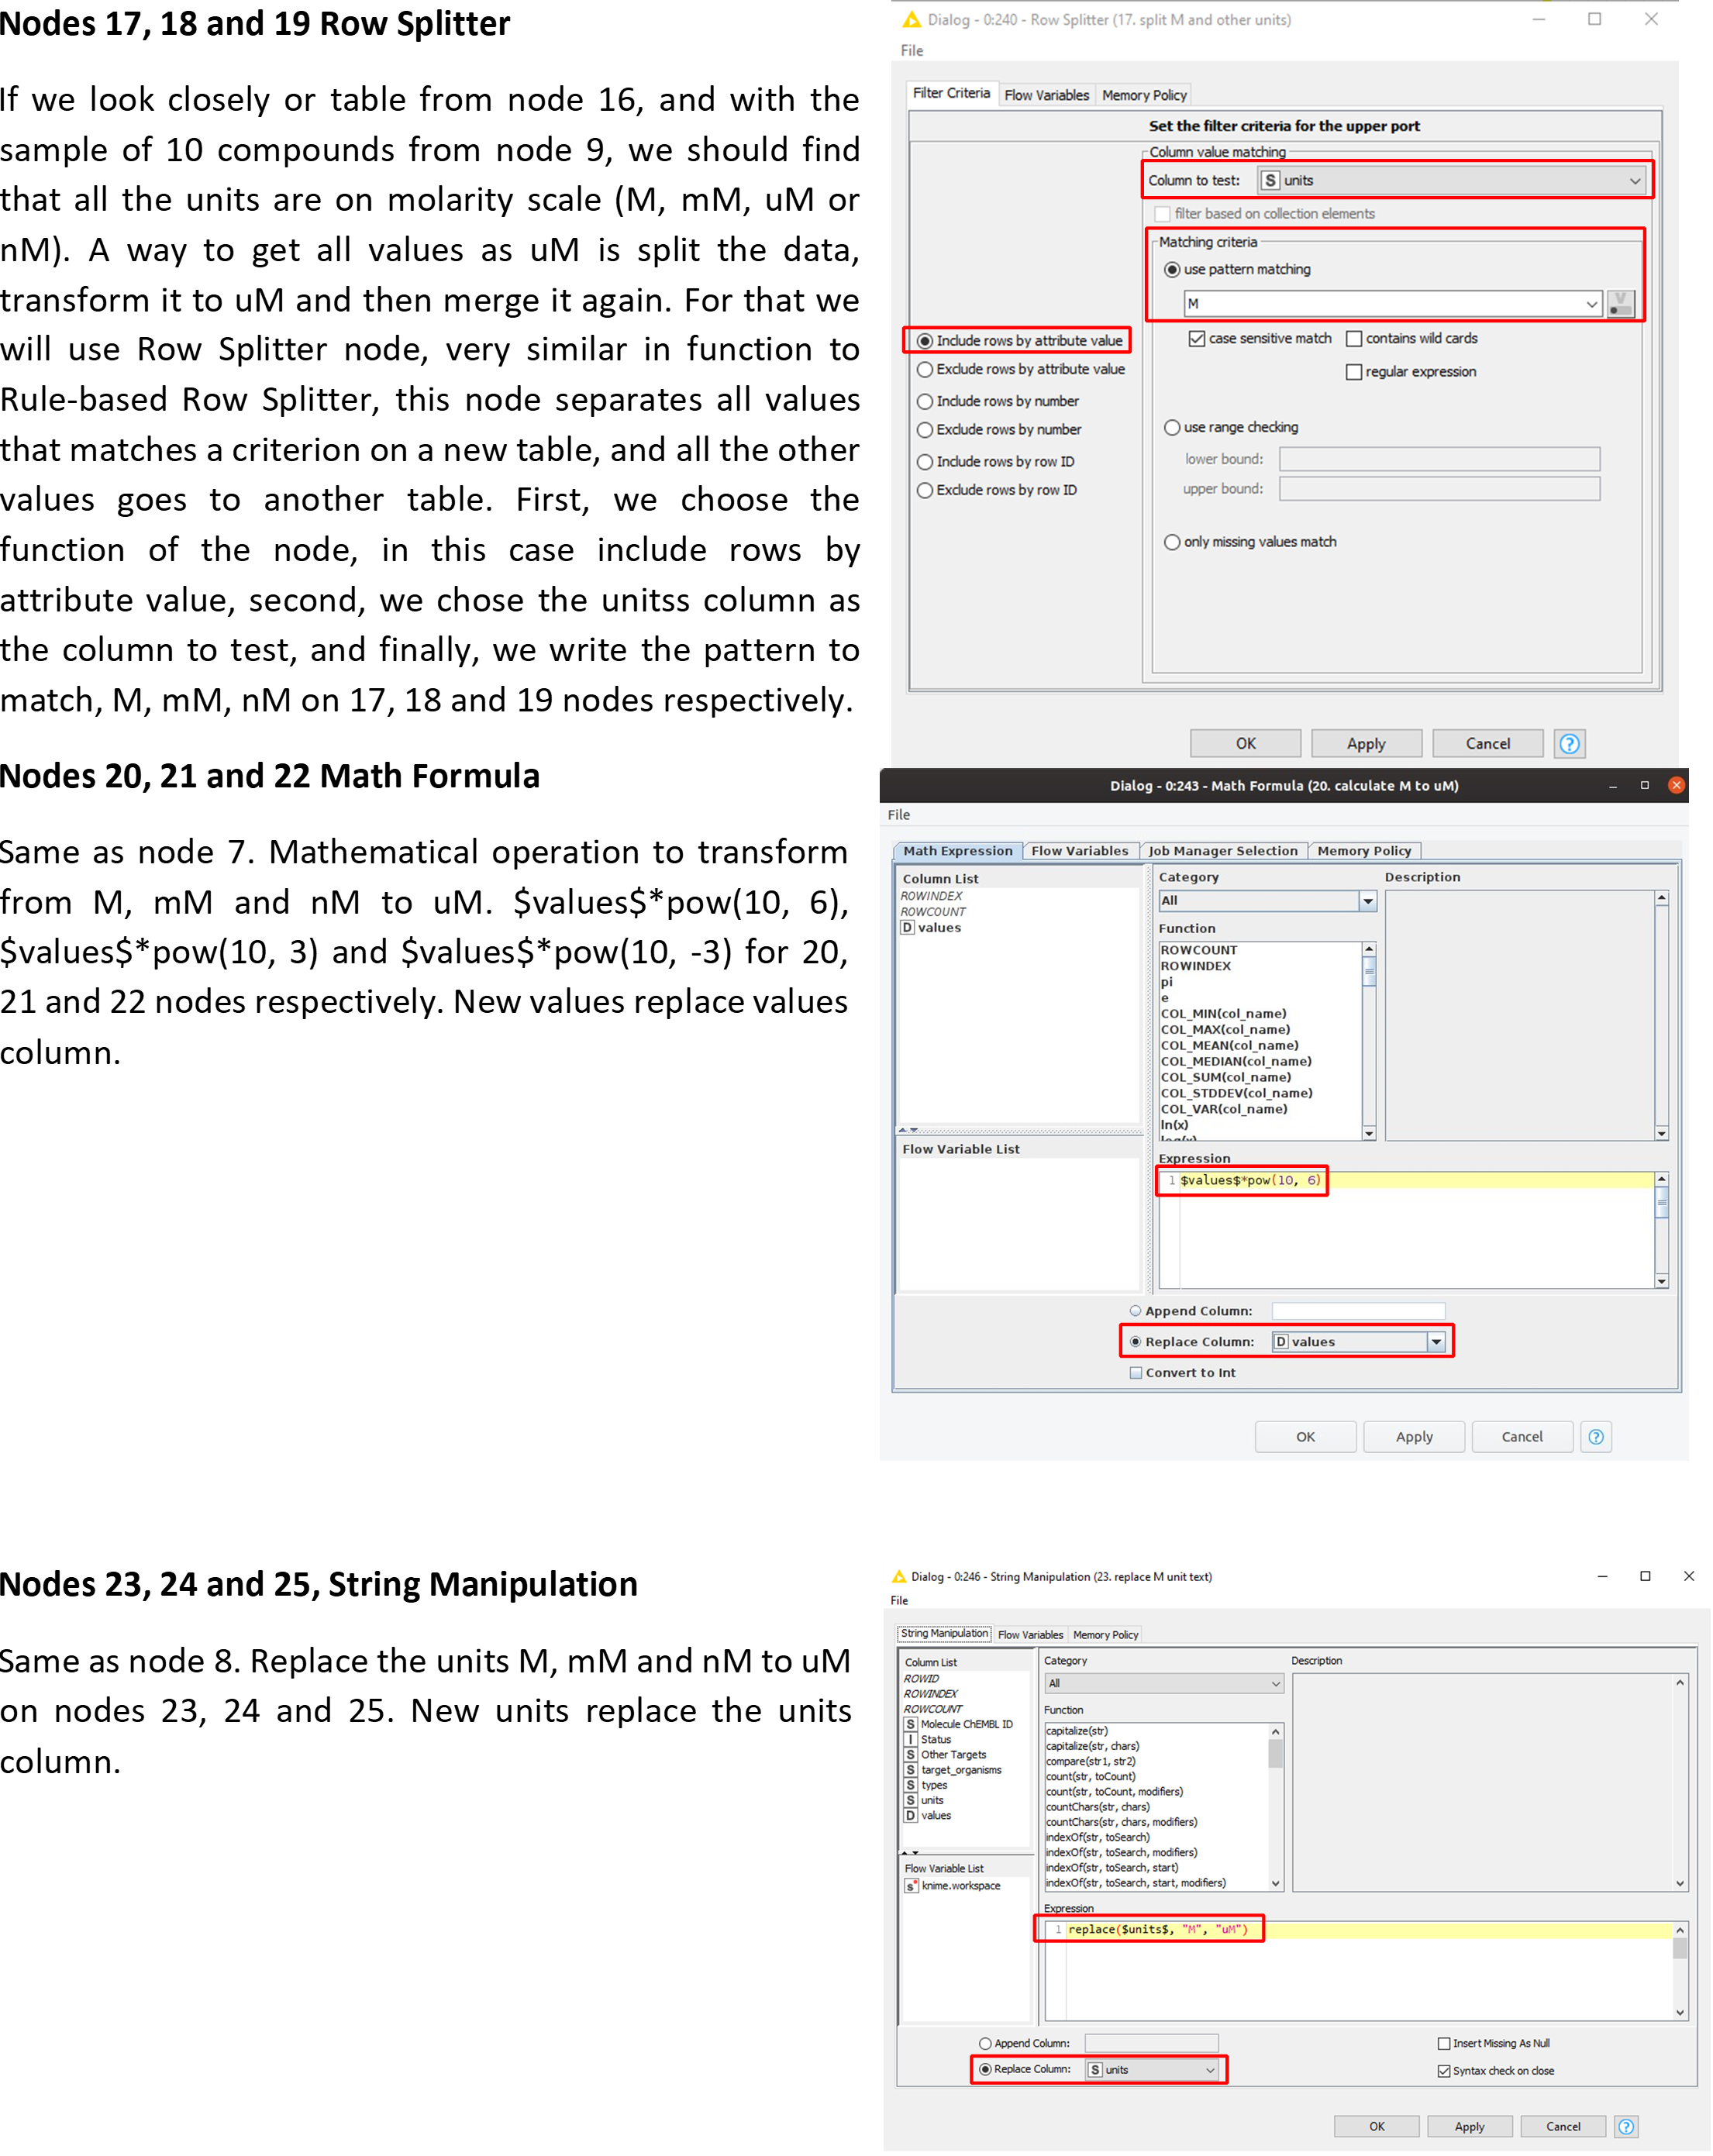 Nodes 17, 18 and 19 Row Splitter
If we look closely or table from node 16, and with the
sample of 10 compounds from node 9, we should find
that all the units are on molarity scale (M, mM, uM or
nM). A way to get all values as uM is split the data,
transform it to uM and then merge it again. For that we
will use Row Splitter node, very similar in function to
Rule-based Row Splitter, this node separates all values
that matches a criterion on a new table, and all the other
values goes to another table. First, we choose the
function of the node, in this case include rows by
attribute value, second, we chose the unitss column as
the column to test, and finally, we write the pattern to
match, M, mM, nM on 17, 18 and 19 nodes respectively.
Dialog - 0:240 - Row Splitter (17. split M and other units)
File
Filter Criteria Flow Variables Memory Policy
Set the filter criteria for the upper port
Column value matching
Column to test: S units
filter based on collection elements
Matching criteria
use pattern matching
M
V
case sensitive match contains wild cards
regular expression
Include rows by attribute value
Exclude rows by attribute value
Include rows by number
Exclude rows by number
Include rows by row ID
Exclude rows by row ID
use range checking
lower bound:
upper bound:
only missing values match
OK Apply Cancel ?
Nodes 20, 21 and 22 Math Formula
Same as node 7. Mathematical operation to transform
from M, mM and nM to uM. $values$*pow(10, 6),
$values$*pow(10, 3) and $values$*pow(10, -3) for 20,
21 and 22 nodes respectively. New values replace values
column.
Dialog - 0:243 - Math Formula (20. calculate M to uM)
File
Math Expression Flow Variables Job Manager Selection Memory Policy
Column List
ROWINDEX
ROWCOUNT
D values
Flow Variable List
Category
All
Function
ROWCOUNT
ROWINDEX
pi
e
COL_MIN(col_name)
COL_MAX(col_name)
COL_MEAN(col_name)
COL_MEDIAN(col_name)
COL_SUM(col_name)
COL_STDDEV(col_name)
COL_VAR(col_name)
ln(x)
log(x)
Description
Expression
1 $values$*pow(10, 6)
Append Column:
Replace Column: D values
Convert to Int
OK Apply Cancel ?
Nodes 23, 24 and 25, String Manipulation
Same as node 8. Replace the units M, mM and nM to uM
on nodes 23, 24 and 25. New units replace the units
column.
Dialog - 0:246 - String Manipulation (23. replace M unit text)
File
String Manipulation Flow Variables Memory Policy
Column List
ROWID
ROWINDEX
ROWCOUNT
S Molecule ChEMBL ID
I Status
S Other Targets
S target_organisms
S types
S units
D values
Flow Variable List
s knime.workspace
Category
All
Function
capitalize(str)
capitalize(str, chars)
compare(str1, str2)
count(str, toCount)
count(str, toCount, modifiers)
countChars(str, chars)
countChars(str, chars, modifiers)
indexOf(str, toSearch)
indexOf(str, toSearch, modifiers)
indexOf(str, toSearch, start)
indexOf(str, toSearch, start, modifiers)
Description
Expression
1 replace($units$, "M", "uM")
Append Column:
Replace Column: S units
Insert Missing As Null
Syntax check on close
OK Apply Cancel ?